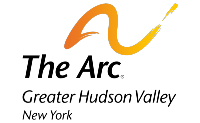 The Arc®
Greater Hudson Valley
New York